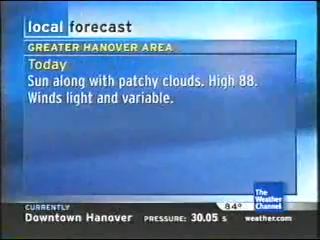 local forecast
GREATER HANOVER AREA
Today
Sun along with patchy clouds. High 88.
Winds light and variable.
The
Weather
Channel
CURRENTLY
84°
Downtown Hanover PRESSURE: 30.05 S weather.com